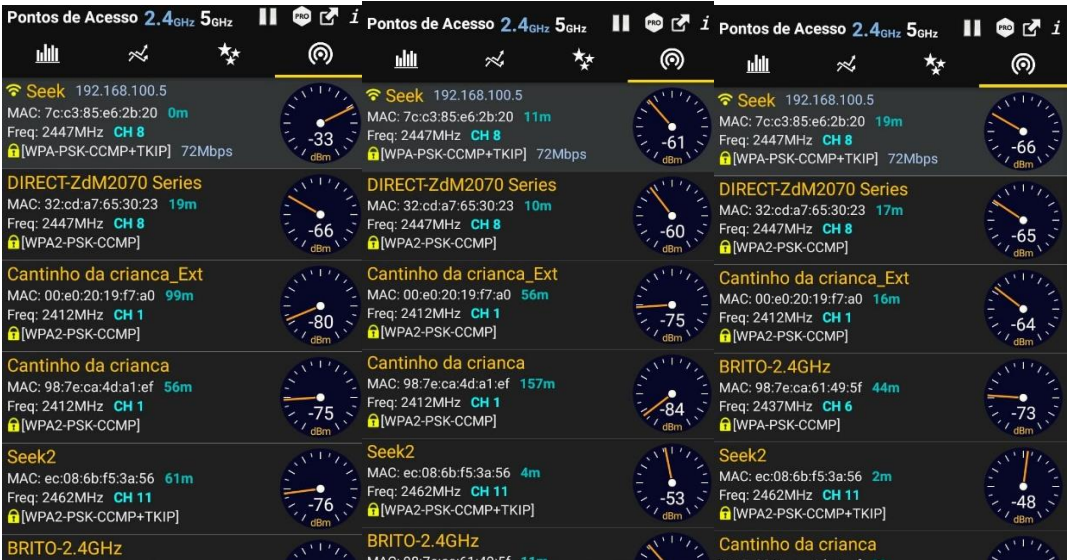 Pontos de Acesso 2.4GHz 5GHz PRO i
Seek 192.168.100.5
MAC: 7c:c3:85:e6:2b:20 0m
Freq: 2447MHz CH 8
[WPA-PSK-CCMP+TKIP] 72Mbps
-33
dBm
DIRECT-ZdM2070 Series
MAC: 32:cd:a7:65:30:23 19m
Freq: 2447MHz CH 8
[WPA2-PSK-CCMP]
-66
dBm
Cantinho da crianca_Ext
MAC: 00:e0:20:19:f7:a0 99m
Freq: 2412MHz CH 1
[WPA2-PSK-CCMP]
-80
dBm
Cantinho da crianca
MAC: 98:7e:ca:4d:a1:ef 56m
Freq: 2412MHz CH 1
[WPA2-PSK-CCMP]
-75
dBm
Seek2
MAC: ec:08:6b:f5:3a:56 61m
Freq: 2462MHz CH 11
[WPA2-PSK-CCMP+TKIP]
-76
dBm
BRITO-2.4GHz
Pontos de Acesso 2.4GHz 5GHz PRO i
Seek 192.168.100.5
MAC: 7c:c3:85:e6:2b:20 11m
Freq: 2447MHz CH 8
[WPA-PSK-CCMP+TKIP] 72Mbps
-61
dBm
DIRECT-ZdM2070 Series
MAC: 32:cd:a7:65:30:23 10m
Freq: 2447MHz CH 8
[WPA2-PSK-CCMP]
-60
dBm
Cantinho da crianca_Ext
MAC: 00:e0:20:19:f7:a0 56m
Freq: 2412MHz CH 1
[WPA2-PSK-CCMP]
-75
dBm
Cantinho da crianca
MAC: 98:7e:ca:4d:a1:ef 157m
Freq: 2412MHz CH 1
[WPA2-PSK-CCMP]
-84
dBm
Seek2
MAC: ec:08:6b:f5:3a:56 4m
Freq: 2462MHz CH 11
[WPA2-PSK-CCMP+TKIP]
-53
dBm
BRITO-2.4GHz
Pontos de Acesso 2.4GHz 5GHz PRO i
Seek 192.168.100.5
MAC: 7c:c3:85:e6:2b:20 19m
Freq: 2447MHz CH 8
[WPA-PSK-CCMP+TKIP] 72Mbps
-66
dBm
DIRECT-ZdM2070 Series
MAC: 32:cd:a7:65:30:23 17m
Freq: 2447MHz CH 8
[WPA2-PSK-CCMP]
-65
dBm
Cantinho da crianca_Ext
MAC: 00:e0:20:19:f7:a0 16m
Freq: 2412MHz CH 1
[WPA2-PSK-CCMP]
-64
dBm
BRITO-2.4GHz
MAC: 98:7e:ca:61:49:5f 44m
Freq: 2437MHz CH 6
[WPA-PSK-CCMP]
-73
dBm
Seek2
MAC: ec:08:6b:f5:3a:56 2m
Freq: 2462MHz CH 11
[WPA2-PSK-CCMP+TKIP]
-48
dBm
Cantinho da crianca